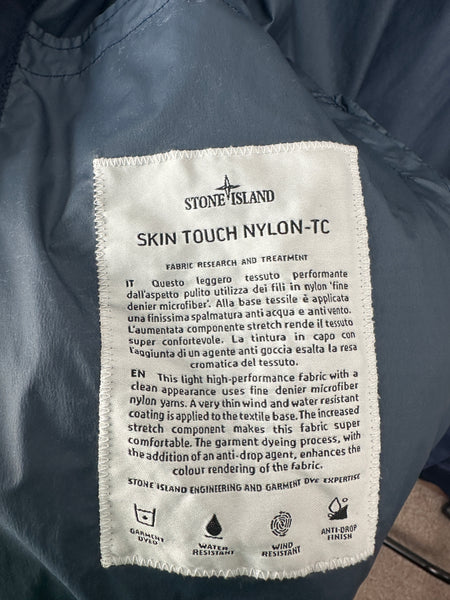 STONE ISLAND
SKIN TOUCH NYLON-TC
FABRIC RESEARCH AND TREATMENT
IT Questo leggero tessuto performante
dall'aspetto pulito utilizza dei fili in nylon 'fine
denier microfiber'. Alla base tessile è applicata
una finissima spalmatura anti acqua e anti vento.
L'aumentata componente stretch rende il tessuto
super confortevole. La tintura in capo con
l'aggiunta di un agente anti goccia esalta la resa
cromatica del tessuto.
EN This light high-performance fabric with a
clean appearance uses fine denier microfiber
nylon yarns. A very thin wind and water resistant
coating is applied to the textile base. The increased
stretch component makes this fabric super
comfortable. The garment dyeing process, with
the addition of an anti-drop agent, enhances the
colour rendering of the fabric.
STONE ISLAND ENGINEERING AND GARMENT DYE EXPERTISE
GARMENT
DYED
WATER
RESISTANT
WIND
RESISTANT
ANTI-DROP
FINISH